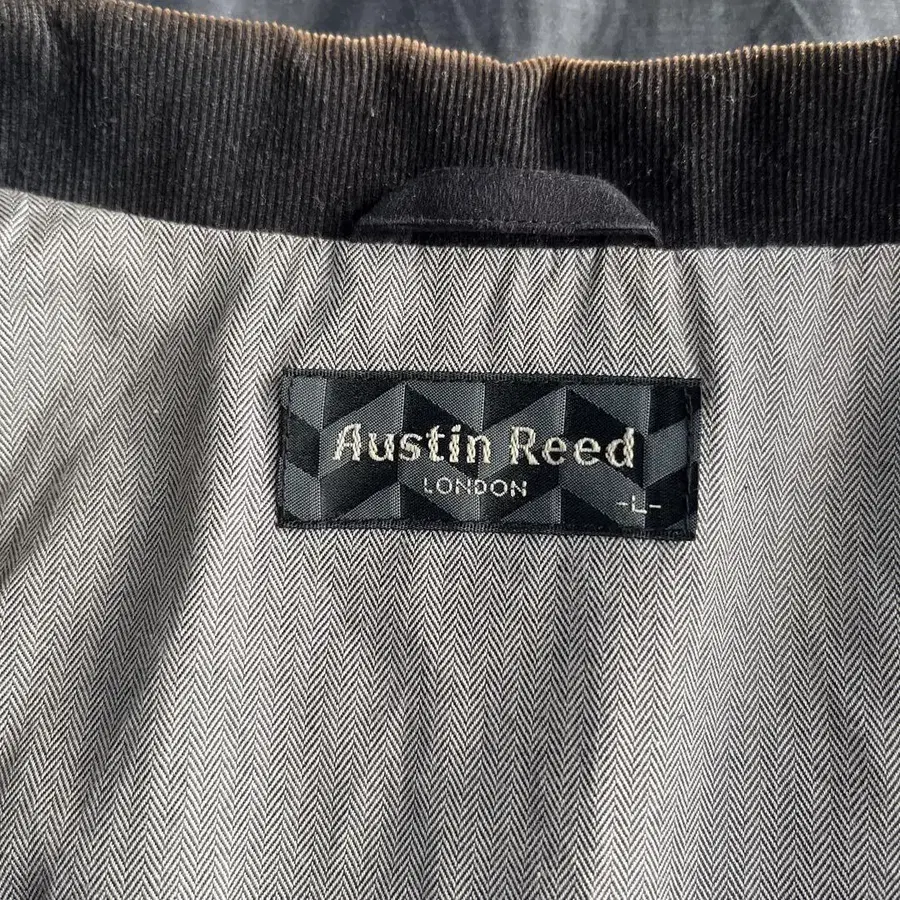 Austin Reed
LONDON
-L-